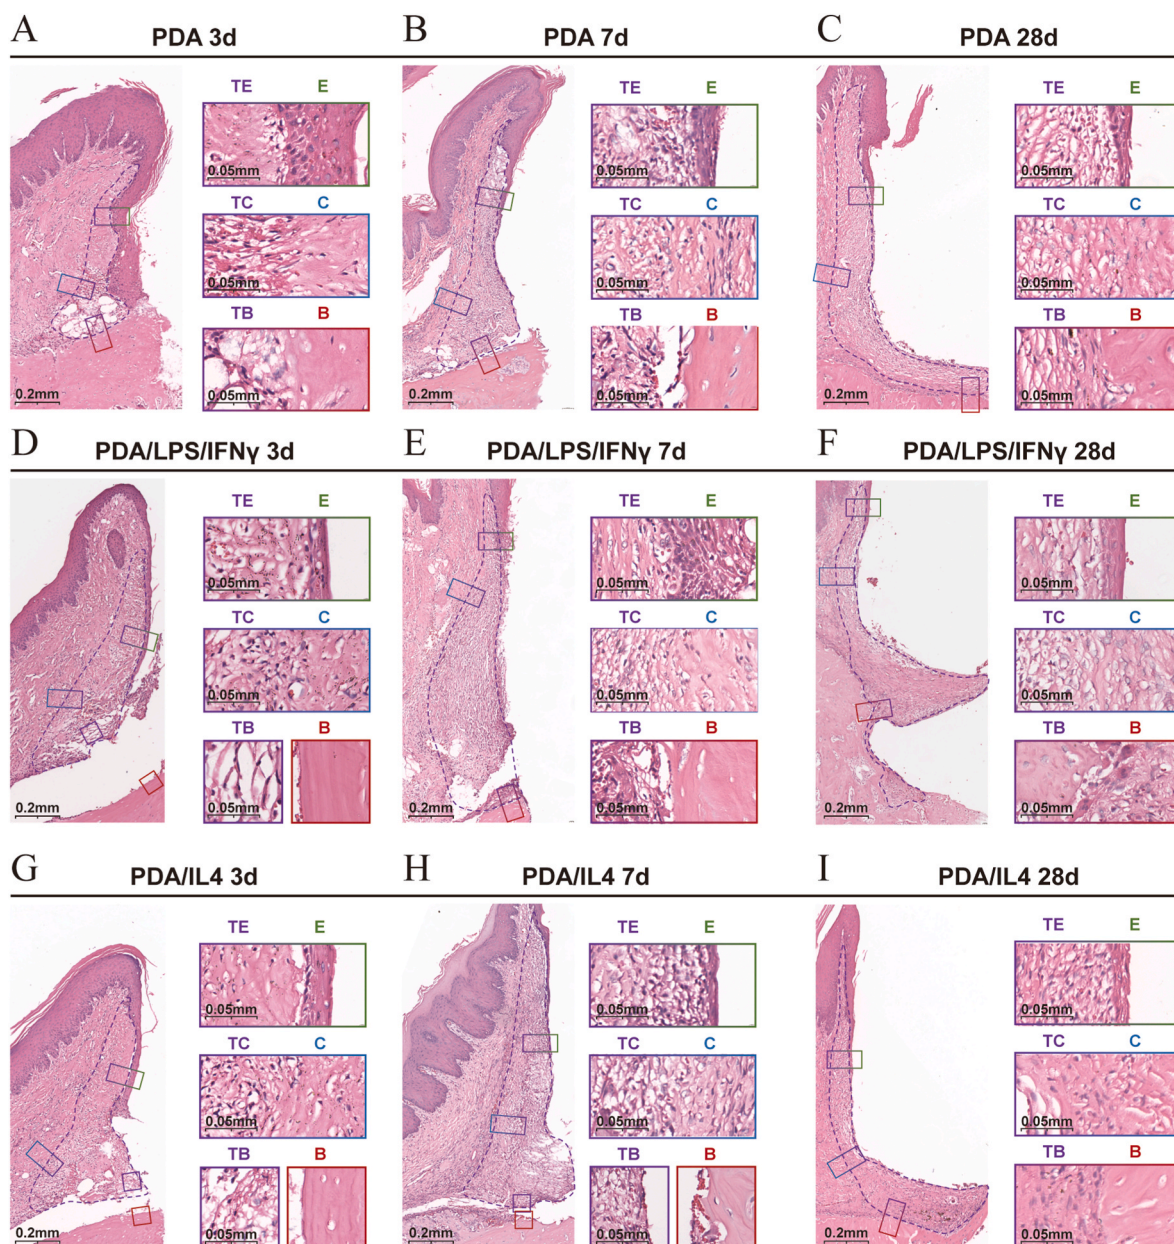 A PDA 3d
B PDA 7d
C PDA 28d
TE E
0.05mm
TC C
0.05mm
TB B
0.05mm
0.2mm
TE E
0.05mm
TC C
0.05mm
TB B
0.05mm
0.2mm
TE E
0.05mm
TC C
0.05mm
TB B
0.05mm
0.2mm
D PDA/LPS/IFNγ 3d
E PDA/LPS/IFNγ 7d
F PDA/LPS/IFNγ 28d
TE E
0.05mm
TC C
0.05mm
TB B
0.05mm
0.2mm
TE E
0.05mm
TC C
0.05mm
TB B
0.05mm
0.2mm
TE E
0.05mm
TC C
0.05mm
TB B
0.05mm
0.2mm
G PDA/IL4 3d
H PDA/IL4 7d
I PDA/IL4 28d
TE E
0.05mm
TC C
0.05mm
TB B
0.05mm
0.2mm
TE E
0.05mm
TC C
0.05mm
TB B
0.05mm
0.2mm
TE E
0.05mm
TC C
0.05mm
TB B
0.05mm
0.2mm